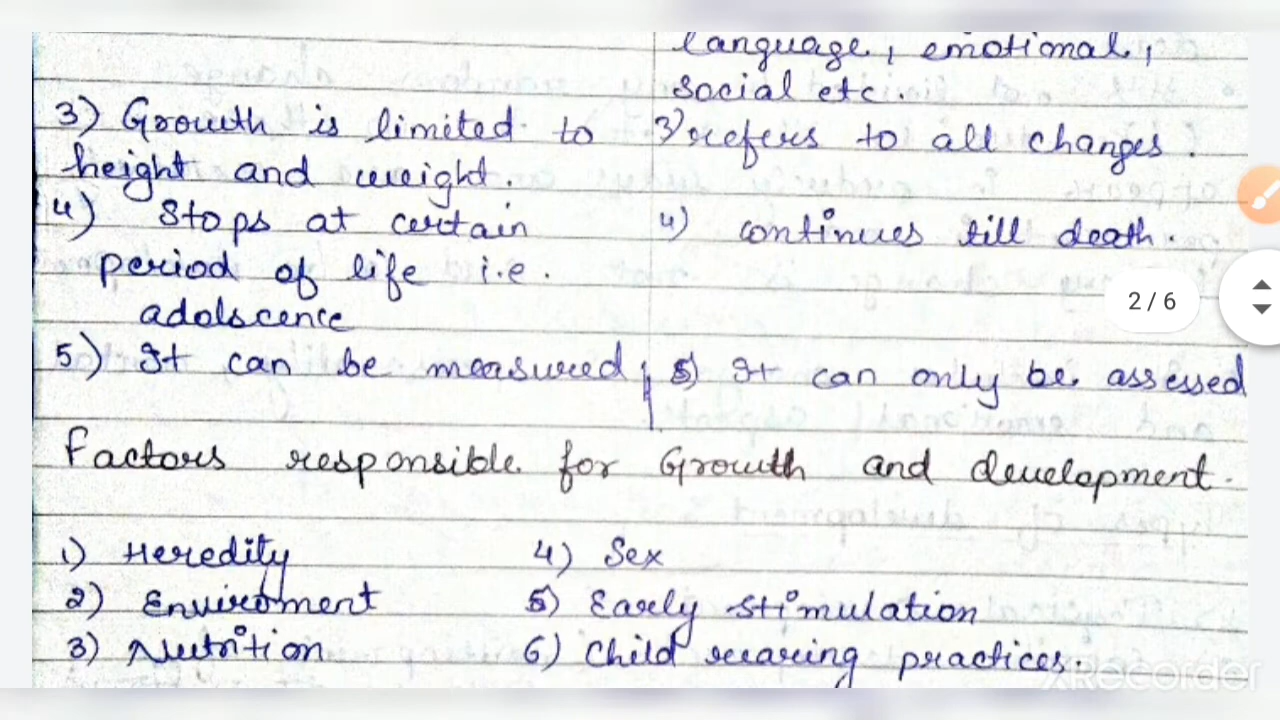 language, emotional,
social etc.
3) Growth is limited to
height and weight.
3) refers to all changes.
4) Stops at certain
period of life i.e.
adolscence
4) continues till death.
5) It can be measured
5) It can only be assessed
Factors responsible for Growth and development.
1) Heredity
2) Enviroment
3) Nutrition
4) Sex
5) Early stimulation
6) Child rearing practices.
2 / 6
XRecorder